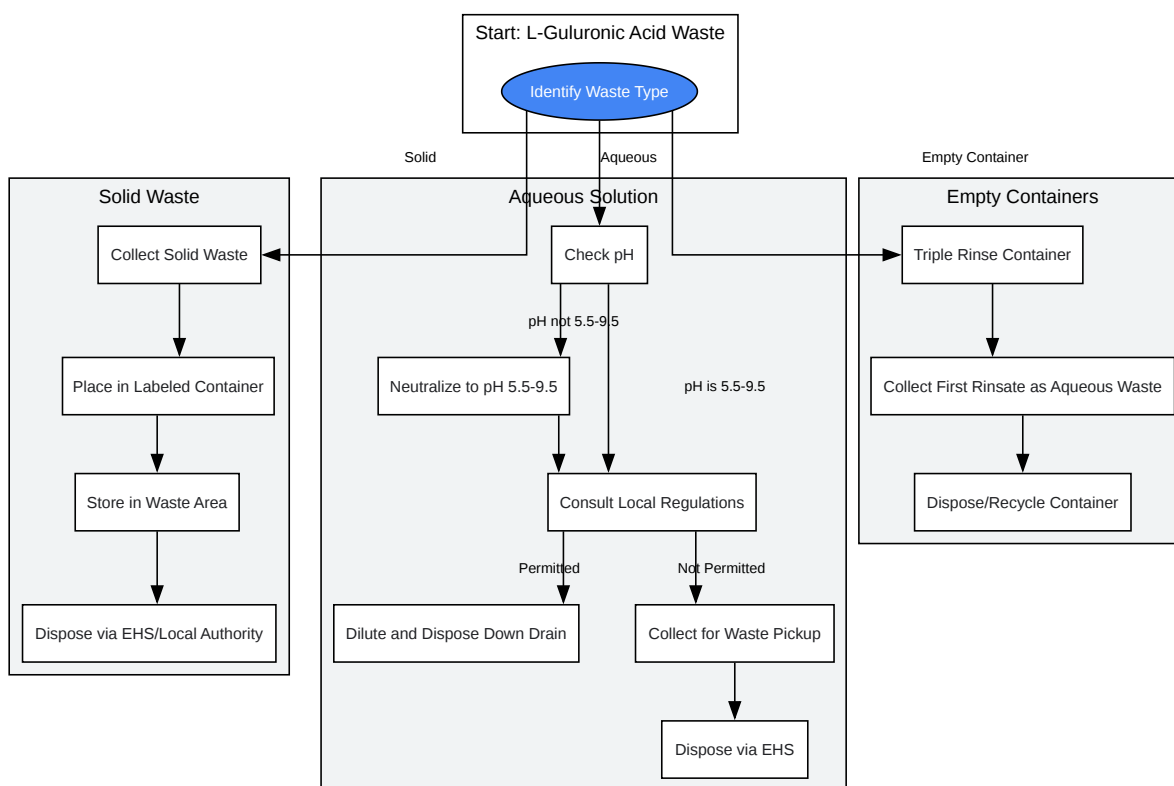 Start: L-Guluronic Acid Waste
Identify Waste Type
Solid
Aqueous
Empty Container
Solid Waste
Collect Solid Waste
Place in Labeled Container
Store in Waste Area
Dispose via EHS/Local Authority
Aqueous Solution
Check pH
pH not 5.5-9.5
Neutralize to pH 5.5-9.5
pH is 5.5-9.5
Consult Local Regulations
Permitted
Not Permitted
Dilute and Dispose Down Drain
Collect for Waste Pickup
Dispose via EHS
Empty Containers
Triple Rinse Container
Collect First Rinsate as Aqueous Waste
Dispose/Recycle Container